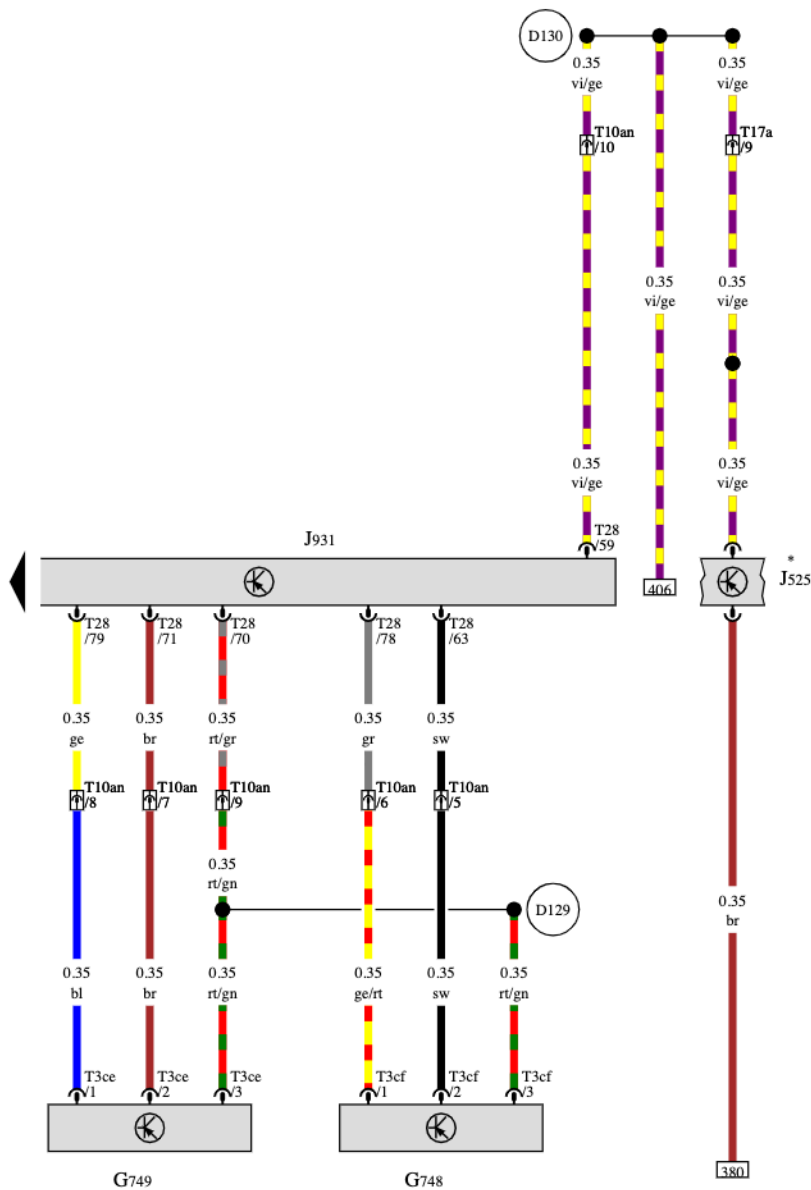 D130
0.35
vi/ge
0.35
vi/ge
T10an
/10
T17a
/9
0.35
vi/ge
0.35
vi/ge
0.35
vi/ge
0.35
vi/ge
J931
T28
/59
406
*
J525
T28
/79
T28
/71
T28
/70
T28
/78
T28
/63
0.35
ge
0.35
br
0.35
rt/gr
0.35
gr
0.35
sw
T10an
/8
T10an
/7
T10an
/9
T10an
/6
T10an
/5
0.35
rt/gn
D129
0.35
br
0.35
bl
0.35
br
0.35
rt/gn
0.35
ge/rt
0.35
sw
0.35
rt/gn
T3ce
/1
T3ce
/2
T3ce
/3
T3cf
/1
T3cf
/2
T3cf
/3
G749
G748
380